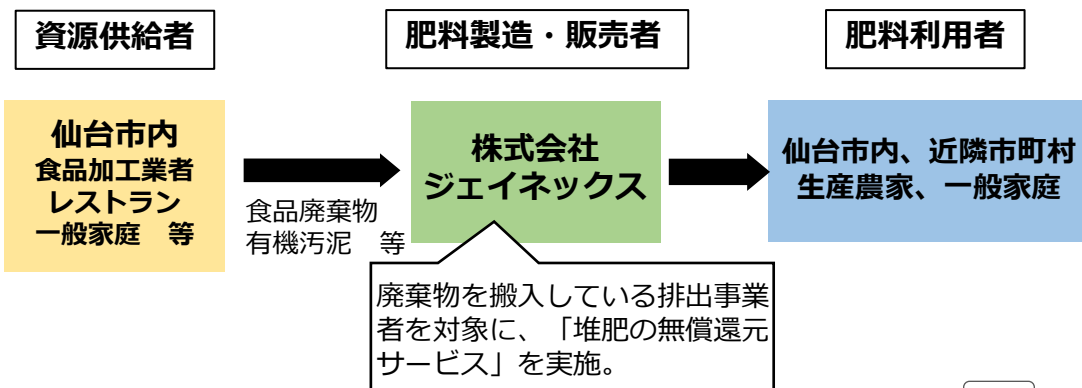 資源供給者
肥料製造・販売者
肥料利用者
仙台市内
食品加工業者
レストラン
一般家庭　等
食品廃棄物
有機汚泥　等
株式会社
ジェイネックス
仙台市内、近隣市町村
生産農家、一般家庭
廃棄物を搬入している排出事業
者を対象に、「堆肥の無償還元
サービス」を実施。